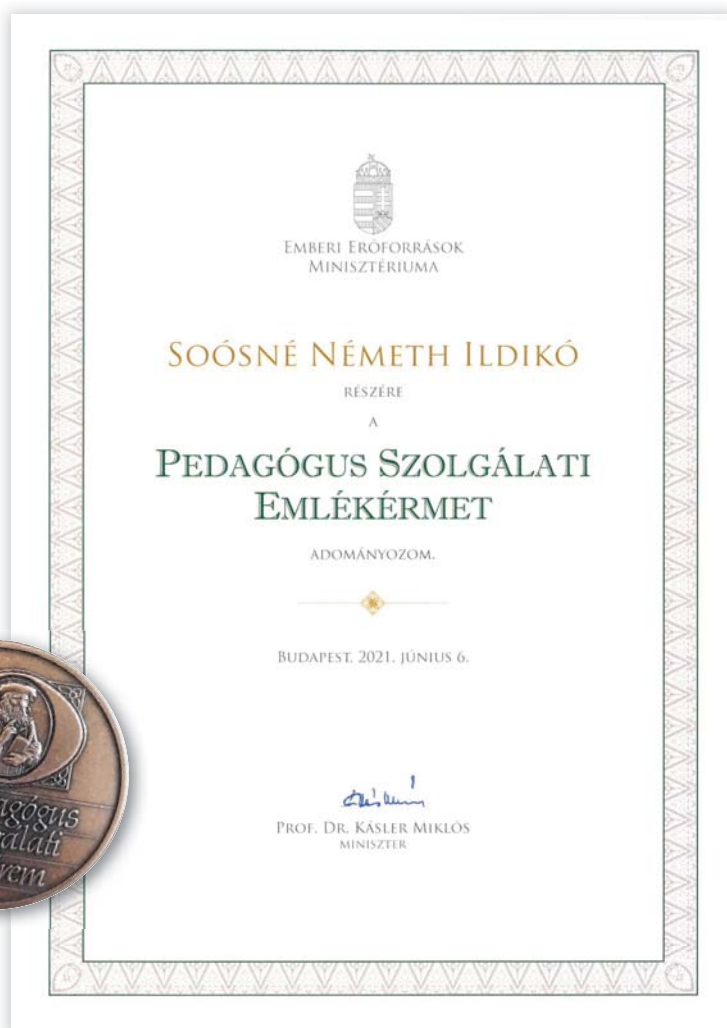 EMBERI ERŐFORRÁSOK
MINISZTÉRIUMA
SOÓSNÉ NÉMETH ILDIKÓ
RÉSZÉRE
A
PEDAGÓGUS SZOLGÁLATI
EMLÉKÉRMET
ADOMÁNYOZOM.
BUDAPEST, 2021. JÚNIUS 6.
PROF. DR. KÁSLER MIKLÓS
MINISZTER
agógus
álati
rem